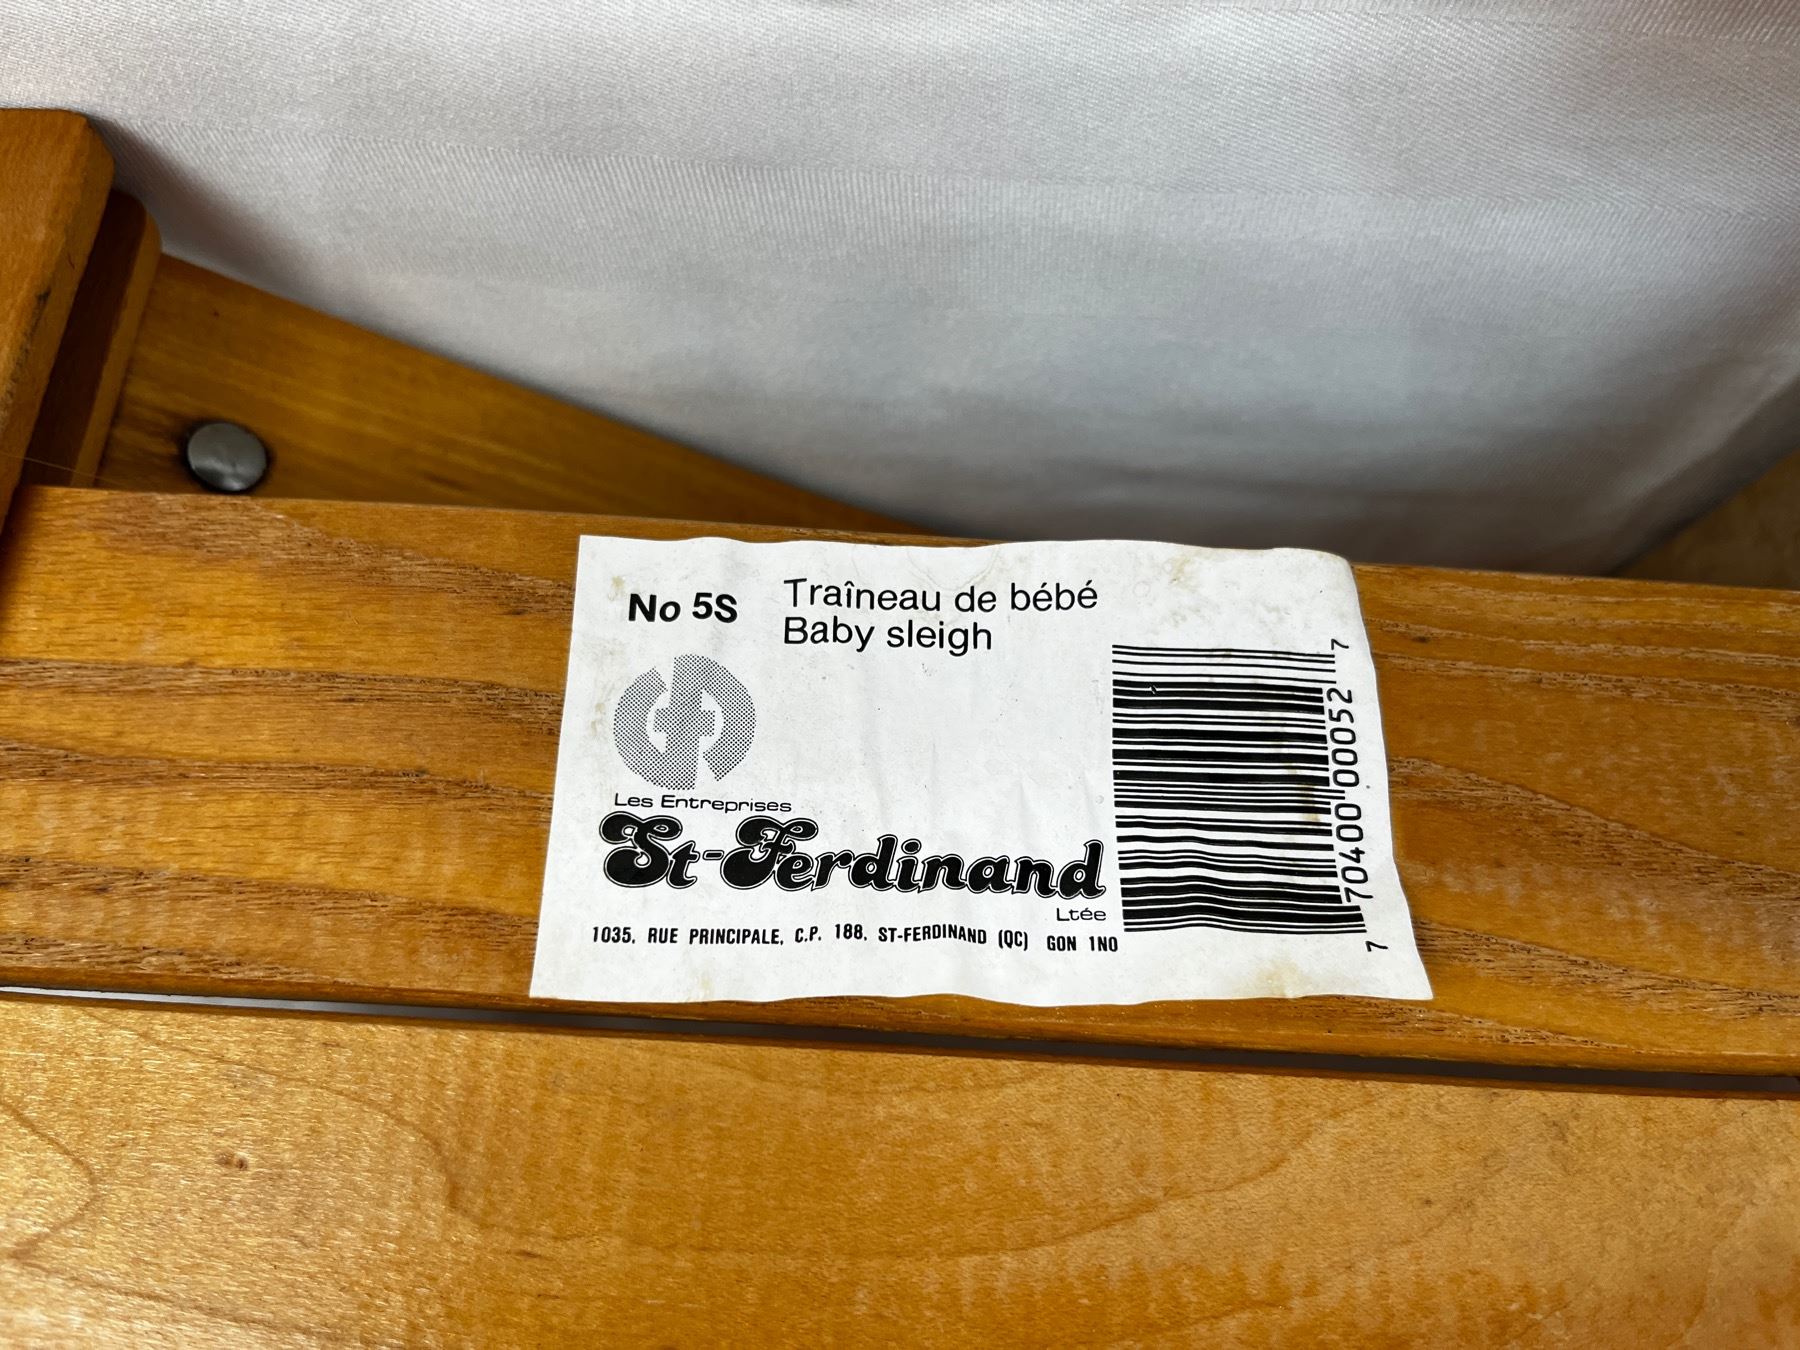 No 5S
Traîneau de bébé
Baby sleigh
Les Entreprises
St-Ferdinand
Ltée
1035, RUE PRINCIPALE, C.P. 188, ST-FERDINAND (QC) G0N 1N0
7 70400 00052 7